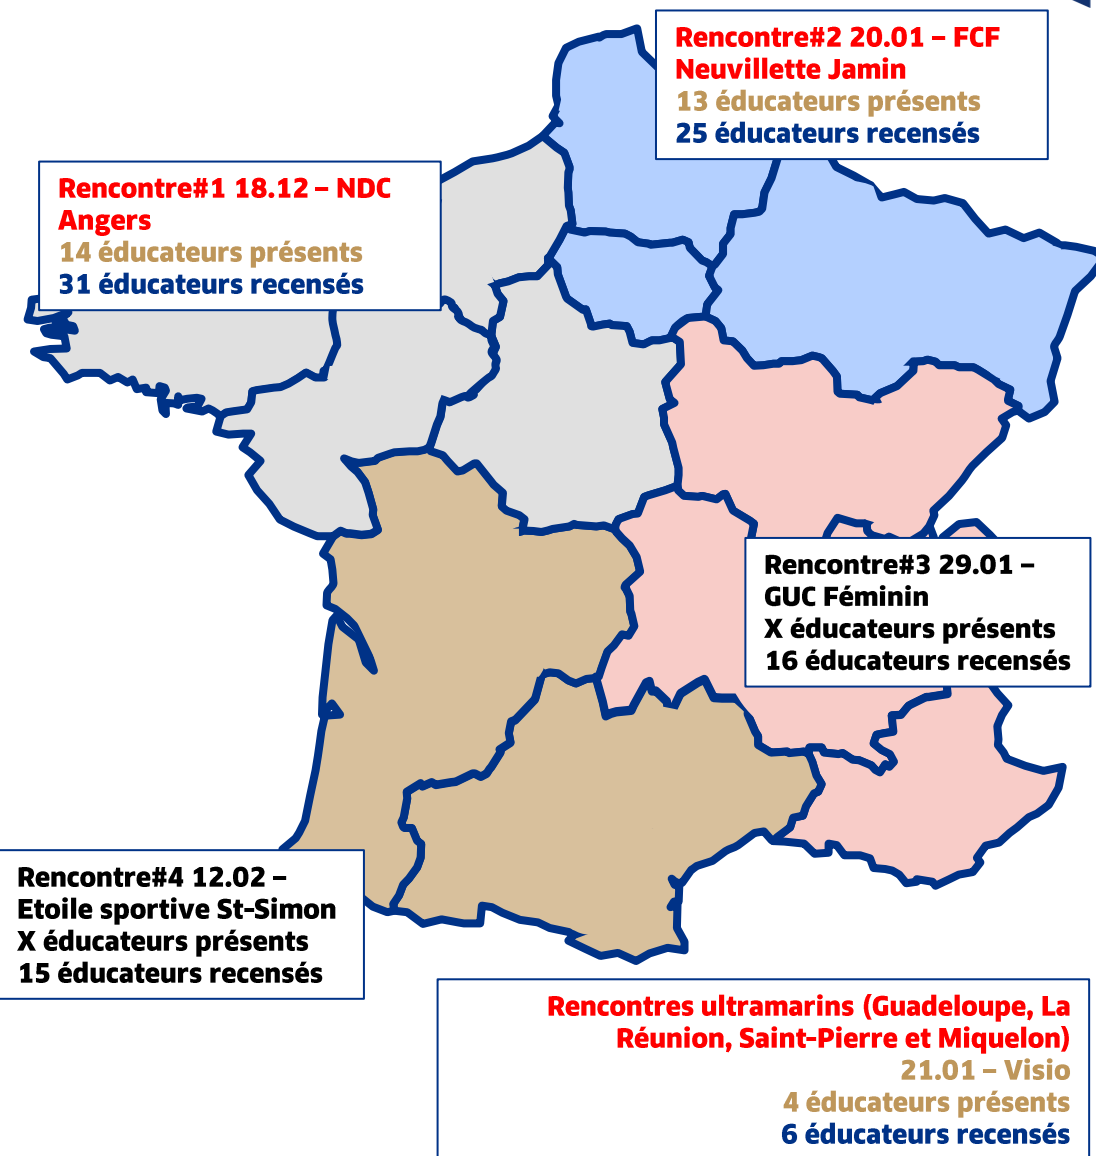 Rencontre#2 20.01 – FCF
Neuvillette Jamin
13 éducateurs présents
25 éducateurs recensés
Rencontre#1 18.12 – NDC
Angers
14 éducateurs présents
31 éducateurs recensés
Rencontre#3 29.01 –
GUC Féminin
X éducateurs présents
16 éducateurs recensés
Rencontre#4 12.02 –
Etoile sportive St-Simon
X éducateurs présents
15 éducateurs recensés
Rencontres ultramarins (Guadeloupe, La
Réunion, Saint-Pierre et Miquelon)
21.01 – Visio
4 éducateurs présents
6 éducateurs recensés